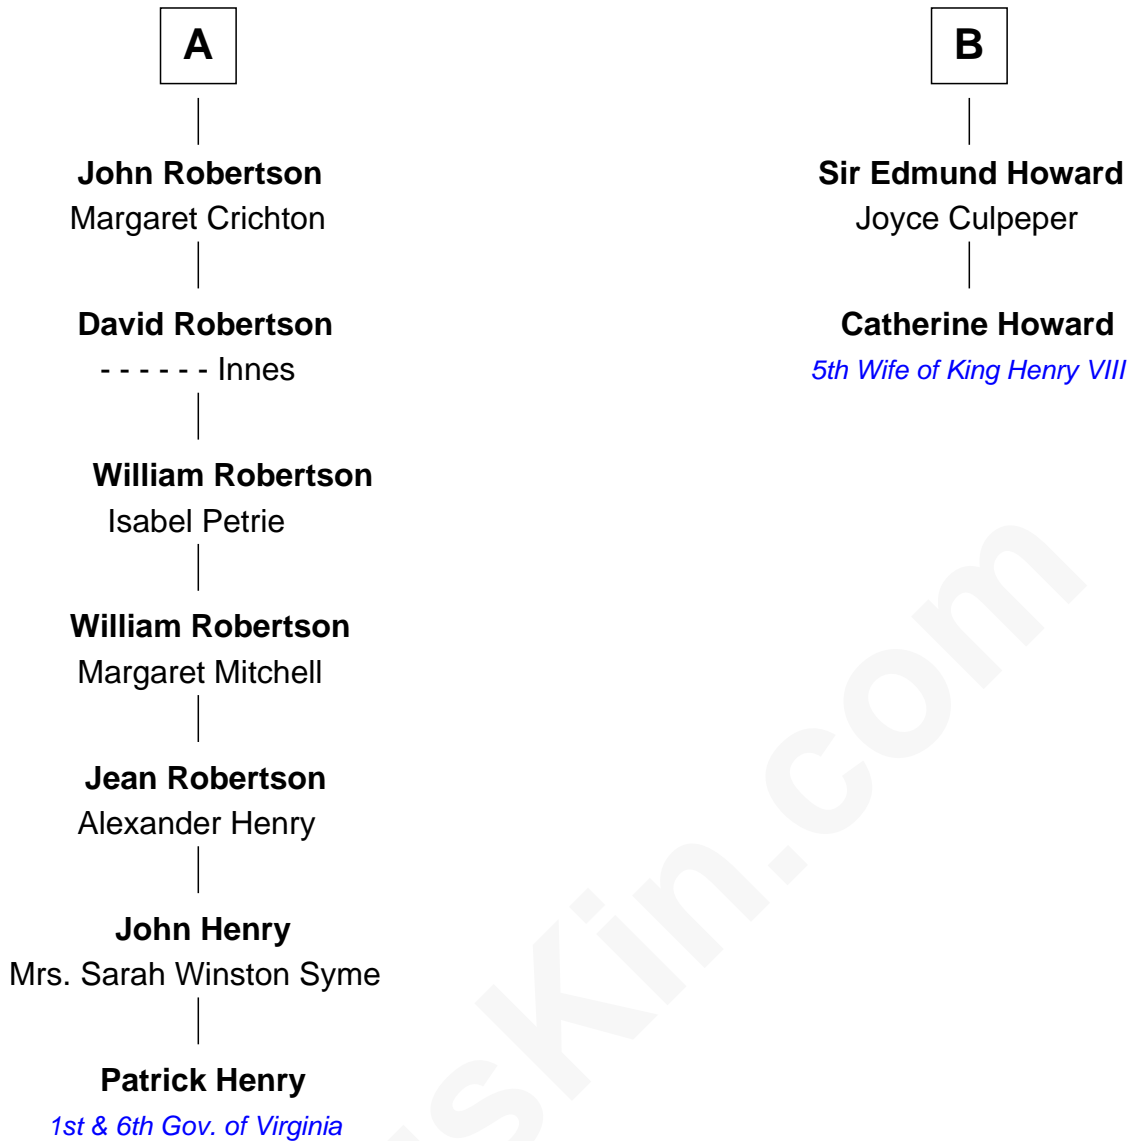 A
John Robertson
Margaret Crichton
David Robertson
- - - - - - Innes
William Robertson
Isabel Petrie
William Robertson
Margaret Mitchell
Jean Robertson
Alexander Henry
John Henry
Mrs. Sarah Winston Syme
Patrick Henry
1st & 6th Gov. of Virginia
B
Sir Edmund Howard
Joyce Culpeper
Catherine Howard
5th Wife of King Henry VIII
sKin.com